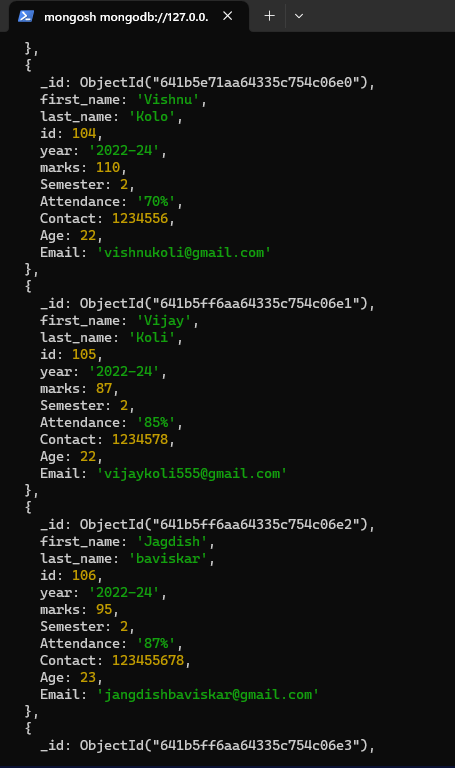 mongosh mongodb://127.0.0.
},
{
_id: ObjectId("641b5e71aa64335c754c06e0"),
first_name: 'Vishnu',
last_name: 'Kolo',
id: 104,
year: '2022-24',
marks: 110,
Semester: 2,
Attendance: '70%',
Contact: 1234556,
Age: 22,
Email: 'vishnukoli@gmail.com'
},
{
_id: ObjectId("641b5ff6aa64335c754c06e1"),
first_name: 'Vijay',
last_name: 'Koli',
id: 105,
year: '2022-24',
marks: 87,
Semester: 2,
Attendance: '85%',
Contact: 1234578,
Age: 22,
Email: 'vijaykoli555@gmail.com'
},
{
_id: ObjectId("641b5ff6aa64335c754c06e2"),
first_name: 'Jagdish',
last_name: 'baviskar',
id: 106,
year: '2022-24',
marks: 95,
Semester: 2,
Attendance: '87%',
Contact: 123455678,
Age: 23,
Email: 'jangdishbaviskar@gmail.com'
},
{
_id: ObjectId("641b5ff6aa64335c754c06e3"),